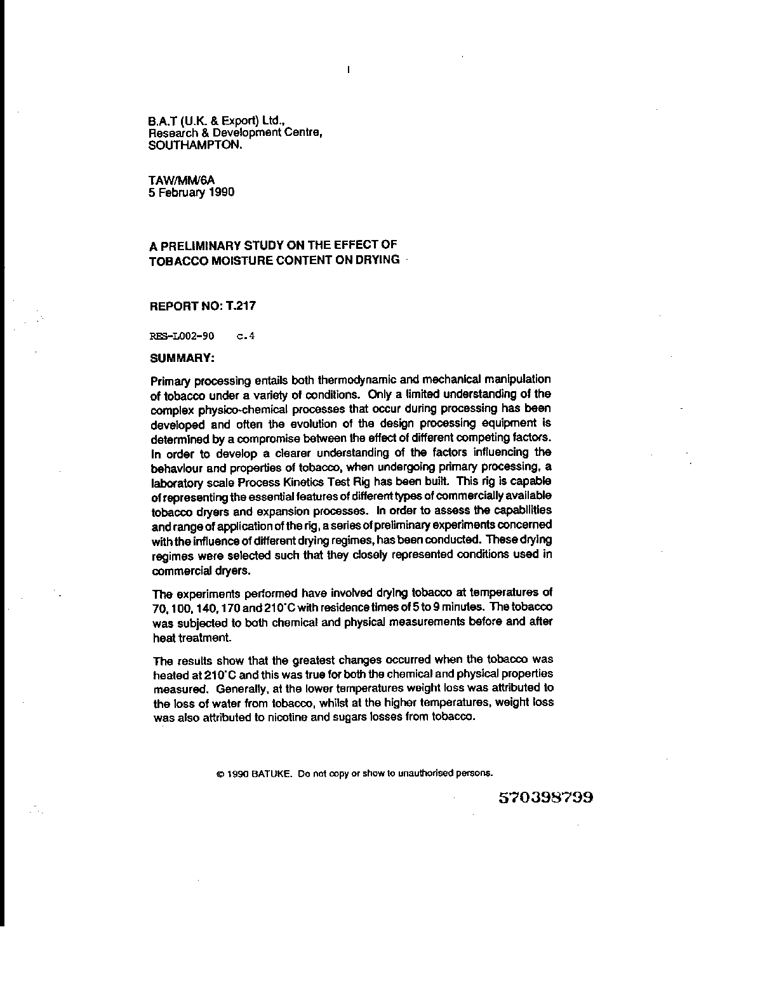 I
B.A.T (U.K. & Export) Ltd.,
Research & Development Centre,
SOUTHAMPTON.
TAW/MM/6A
5 February 1990
A PRELIMINARY STUDY ON THE EFFECT OF
TOBACCO MOISTURE CONTENT ON DRYING
REPORT NO: T.217
RES-L002-90 c.4
SUMMARY:
Primary processing entails both thermodynamic and mechanical manipulation
of tobacco under a variety of conditions. Only a limited understanding of the
complex physico-chemical processes that occur during processing has been
developed and often the evolution of the design processing equipment is
determined by a compromise between the effect of different competing factors.
In order to develop a clearer understanding of the factors influencing the
behaviour and properties of tobacco, when undergoing primary processing, a
laboratory scale Process Kinetics Test Rig has been built. This rig is capable
of representing the essential features of different types of commercially available
tobacco dryers and expansion processes. In order to assess the capabilities
and range of application of the rig, a series of preliminary experiments concerned
with the influence of different drying regimes, has been conducted. These drying
regimes were selected such that they closely represented conditions used in
commercial dryers.
The experiments performed have involved drying tobacco at temperatures of
70, 100, 140, 170 and 210°C with residence times of 5 to 9 minutes. The tobacco
was subjected to both chemical and physical measurements before and after
heat treatment.
The results show that the greatest changes occurred when the tobacco was
heated at 210°C and this was true for both the chemical and physical properties
measured. Generally, at the lower temperatures weight loss was attributed to
the loss of water from tobacco, whilst at the higher temperatures, weight loss
was also attributed to nicotine and sugars losses from tobacco.
© 1990 BATUKE. Do not copy or show to unauthorised persons.
570398799